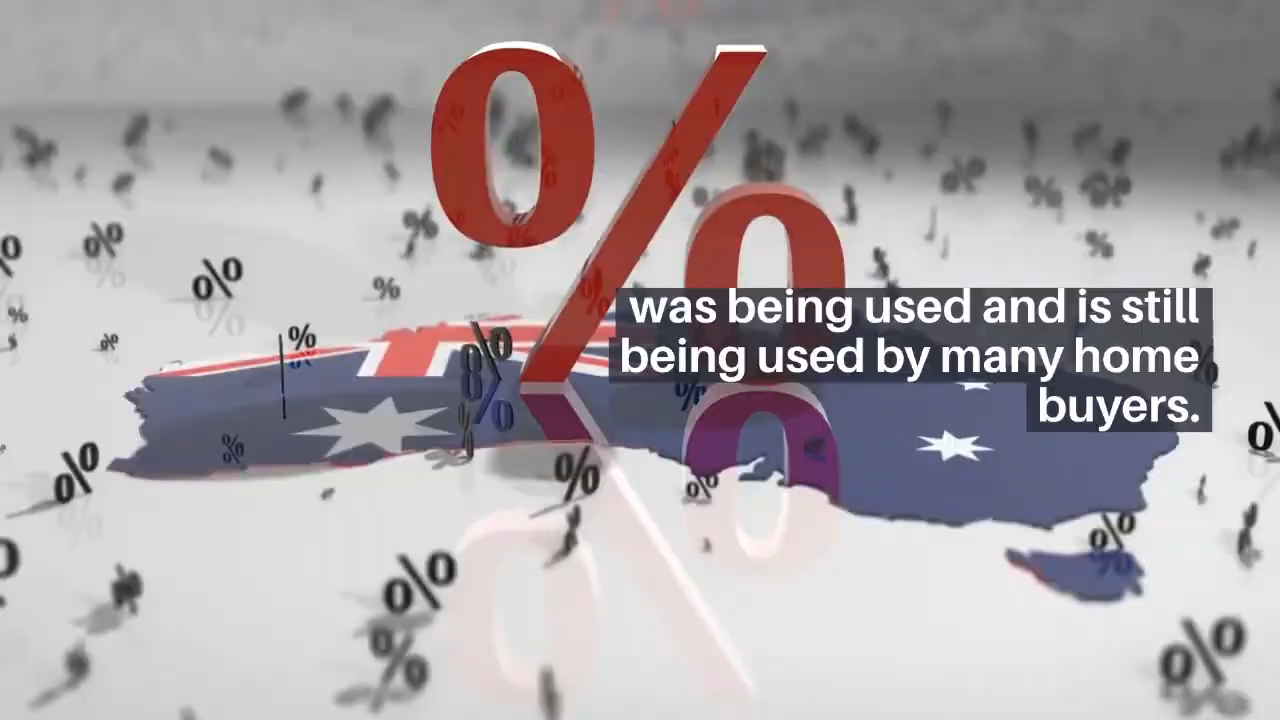 %
was being used and is still
being used by many home
buyers.